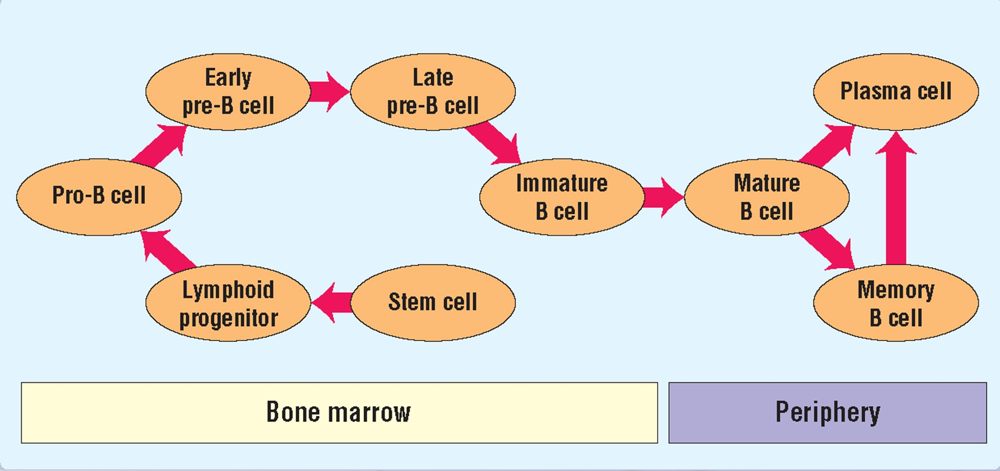 Early
pre-B cell
Late
pre-B cell
Plasma cell
Pro-B cell
Immature
B cell
Mature
B cell
Lymphoid
progenitor
Stem cell
Memory
B cell
Bone marrow
Periphery